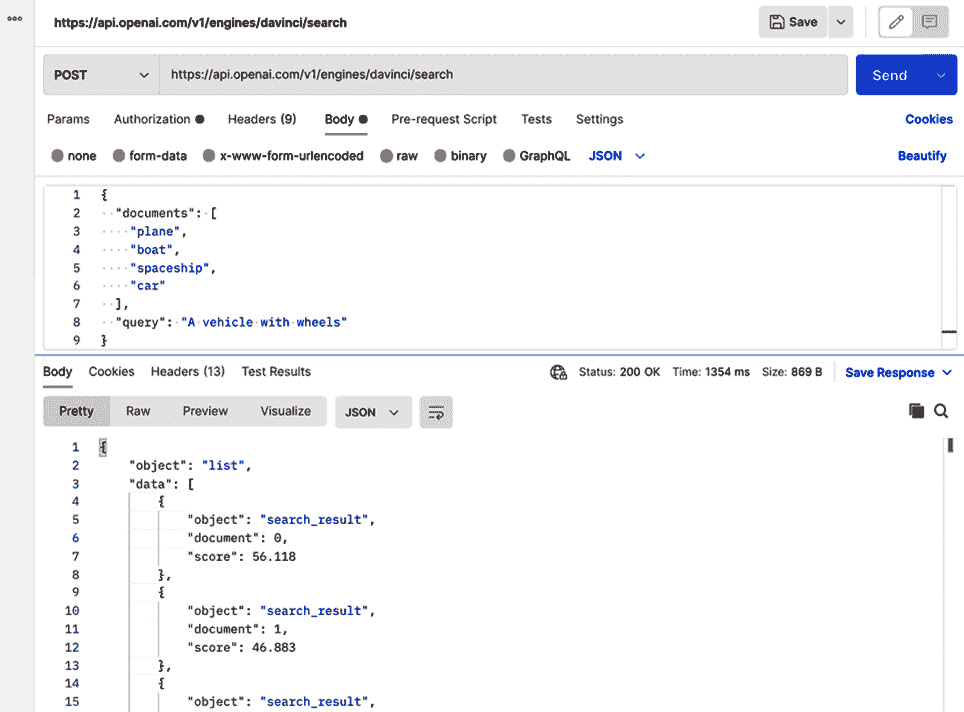 https://api.openai.com/v1/engines/davinci/search
Save
POST
https://api.openai.com/v1/engines/davinci/search
Send
Params Authorization Headers (9) Body Pre-request Script Tests Settings Cookies
none form-data x-www-form-urlencoded raw binary GraphQL JSON Beautify
1 {
2 "documents": [
3 "plane",
4 "boat",
5 "spaceship",
6 "car"
7 ],
8 "query": "A vehicle with wheels"
9 }
Body Cookies Headers (13) Test Results Status: 200 OK Time: 1354 ms Size: 869 B Save Response
Pretty Raw Preview Visualize JSON
1 {
2 "object": "list",
3 "data": [
4 {
5 "object": "search_result",
6 "document": 0,
7 "score": 56.118
8 },
9 {
10 "object": "search_result",
11 "document": 1,
12 "score": 46.883
13 },
14 {
15 "object": "search_result",